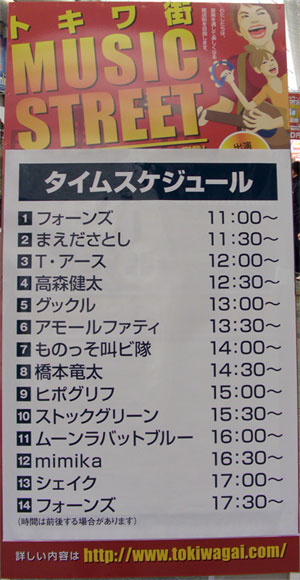 トキワ街
MUSIC
STREET
出演
タイムスケジュール
1 フォーンズ 11:00〜
2 まえださとし 11:30〜
3 T・アース 12:00〜
4 高森健太 12:30〜
5 グックル 13:00〜
6 アモールファティ 13:30〜
7 ものっそ叫ビ隊 14:00〜
8 橋本竜太 14:30〜
9 ヒポグリフ 15:00〜
10 ストックグリーン 15:30〜
11 ムーンラバットブルー 16:00〜
12 mimika 16:30〜
13 シェイク 17:00〜
14 フォーンズ 17:30〜
(時間は前後する場合があります)
詳しい内容は http://www.tokiwagai.com/